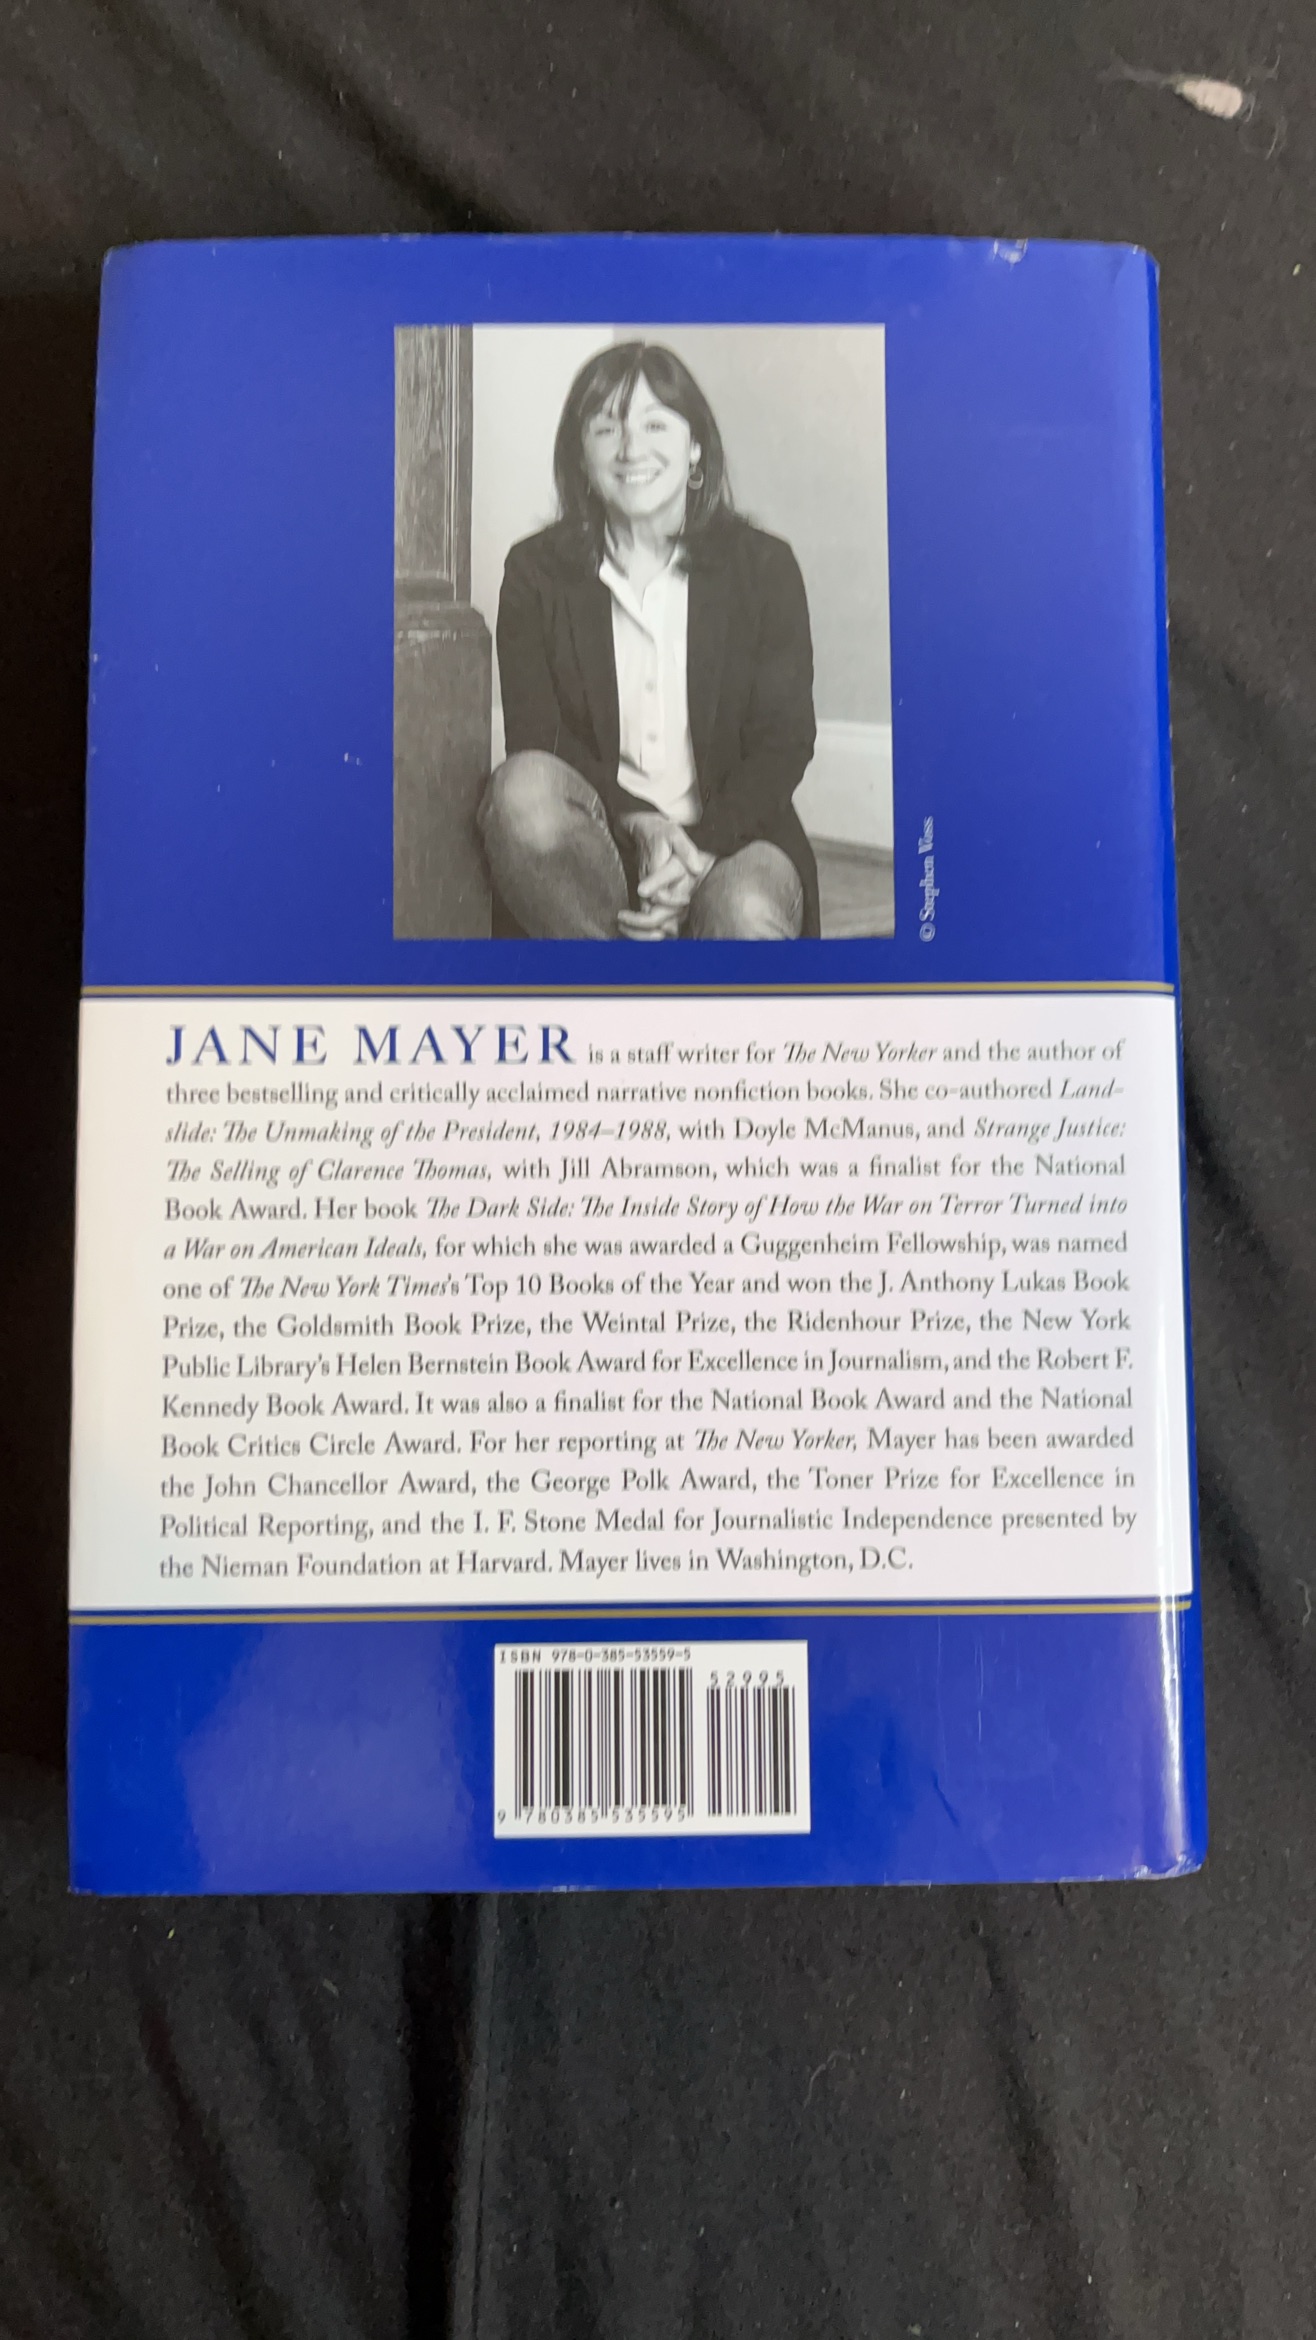 © Stephen Voss
JANE MAYER is a staff writer for The New Yorker and the author of
three bestselling and critically acclaimed narrative nonfiction books. She co-authored Land-
slide: The Unmaking of the President, 1984–1988, with Doyle McManus, and Strange Justice:
The Selling of Clarence Thomas, with Jill Abramson, which was a finalist for the National
Book Award. Her book The Dark Side: The Inside Story of How the War on Terror Turned into
a War on American Ideals, for which she was awarded a Guggenheim Fellowship, was named
one of The New York Times's Top 10 Books of the Year and won the J. Anthony Lukas Book
Prize, the Goldsmith Book Prize, the Weintal Prize, the Ridenhour Prize, the New York
Public Library's Helen Bernstein Book Award for Excellence in Journalism, and the Robert F.
Kennedy Book Award. It was also a finalist for the National Book Award and the National
Book Critics Circle Award. For her reporting at The New Yorker, Mayer has been awarded
the John Chancellor Award, the George Polk Award, the Toner Prize for Excellence in
Political Reporting, and the I. F. Stone Medal for Journalistic Independence presented by
the Nieman Foundation at Harvard. Mayer lives in Washington, D.C.
ISBN 978-0-385-53559-5
52995
9 780385 535595